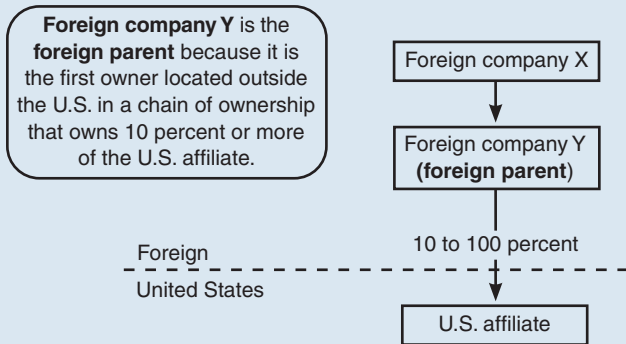 Foreign company Y is the
foreign parent because it is
the first owner located outside
the U.S. in a chain of ownership
that owns 10 percent or more
of the U.S. affiliate.
Foreign company X
Foreign company Y
(foreign parent)
10 to 100 percent
Foreign
United States
U.S. affiliate